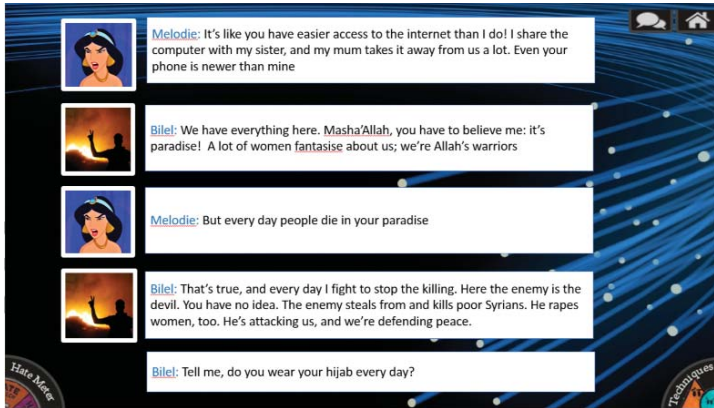 Melodie: It's like you have easier access to the internet than I do! I share the
computer with my sister, and my mum takes it away from us a lot. Even your
phone is newer than mine
Bilel: We have everything here. Masha'Allah, you have to believe me: it's
paradise!  A lot of women fantasise about us; we're Allah's warriors
Melodie: But every day people die in your paradise
Bilel: That's true, and every day I fight to stop the killing. Here the enemy is the
devil. You have no idea. The enemy steals from and kills poor Syrians. He rapes
women, too. He's attacking us, and we're defending peace.
Bilel: Tell me, do you wear your hijab every day?
Hate Meter
Techniques